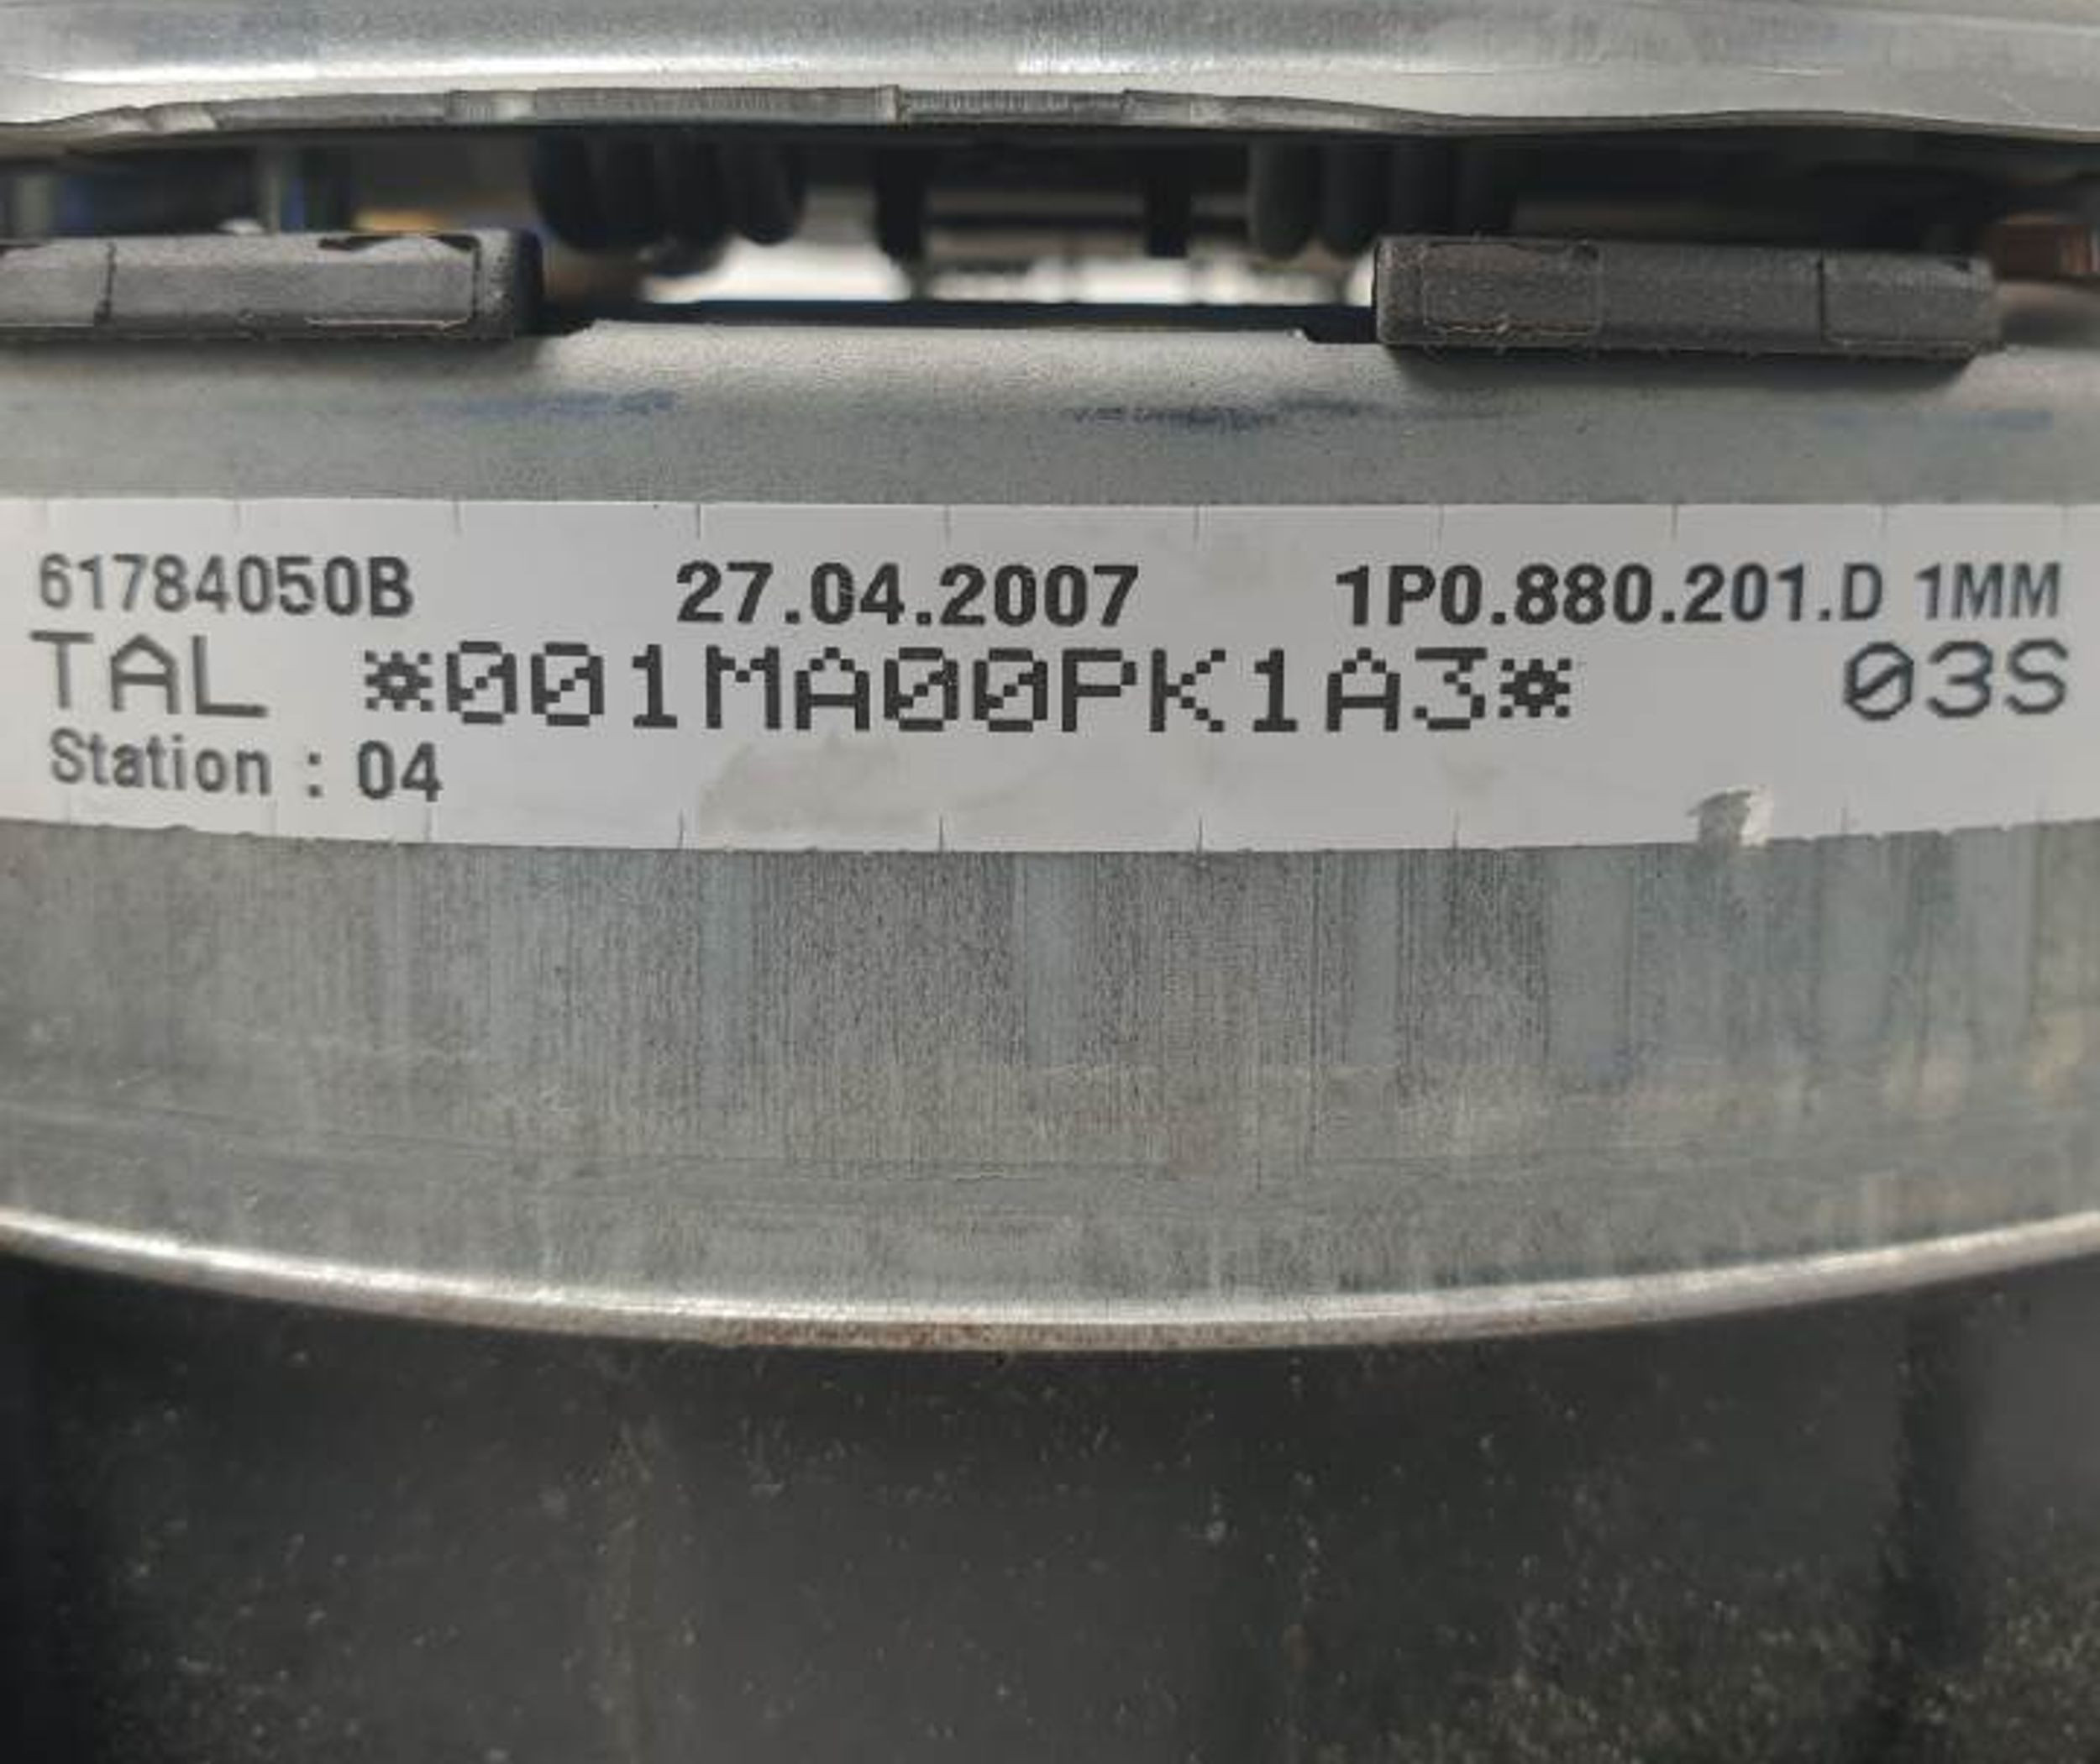 61784050B 27.04.2007 1P0.880.201.D 1MM
TAL *001MA00PK1A3* 03S
Station : 04